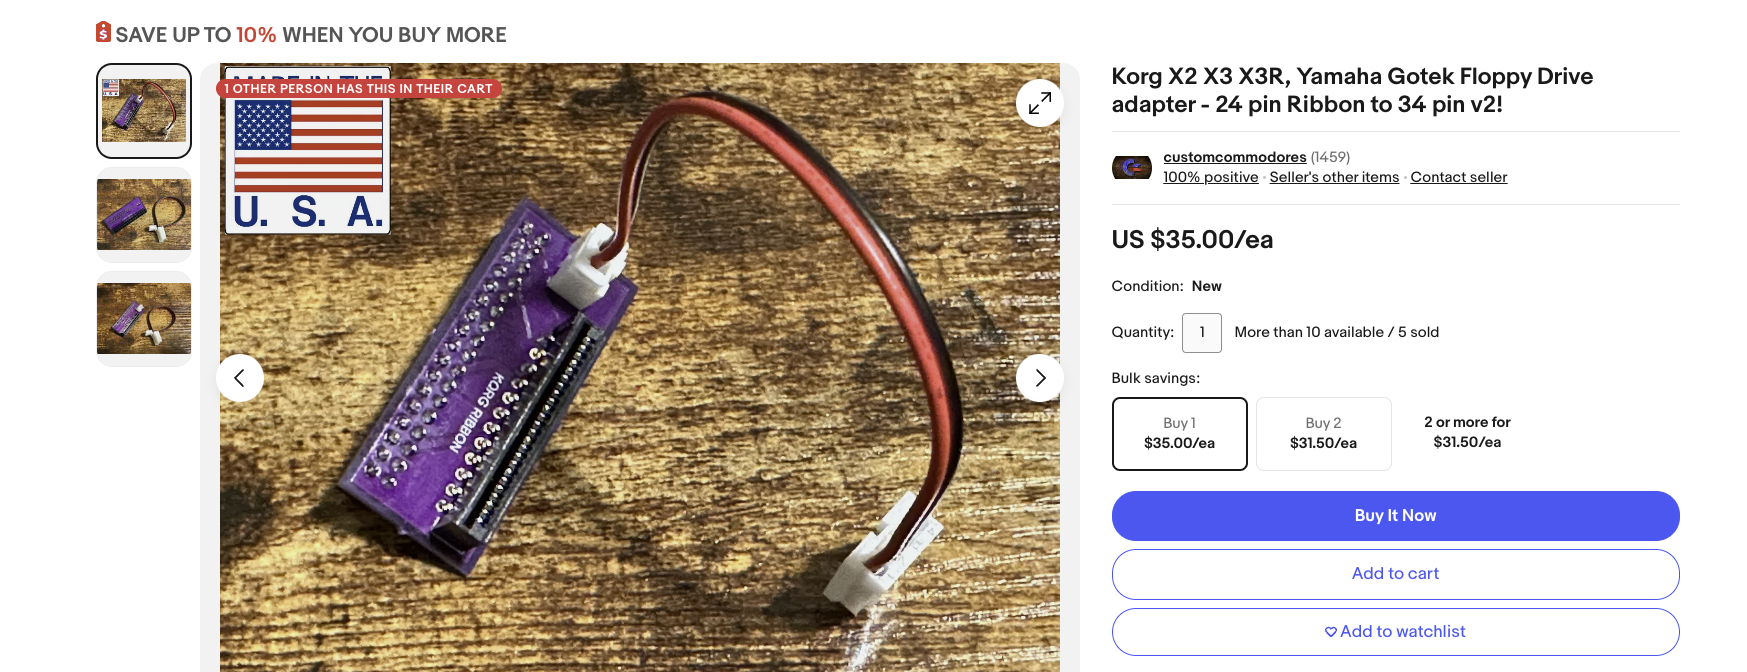 SAVE UP TO 10% WHEN YOU BUY MORE
1 OTHER PERSON HAS THIS IN THEIR CART
MADE IN THE
U. S. A.
KORG RIBBON
Korg X2 X3 X3R, Yamaha Gotek Floppy Drive
adapter - 24 pin Ribbon to 34 pin v2!
customcommodores (1459)
100% positive · Seller's other items · Contact seller
US $35.00/ea
Condition: New
Quantity: 1 More than 10 available / 5 sold
Bulk savings:
Buy 1
$35.00/ea
Buy 2
$31.50/ea
2 or more for
$31.50/ea
Buy It Now
Add to cart
Add to watchlist